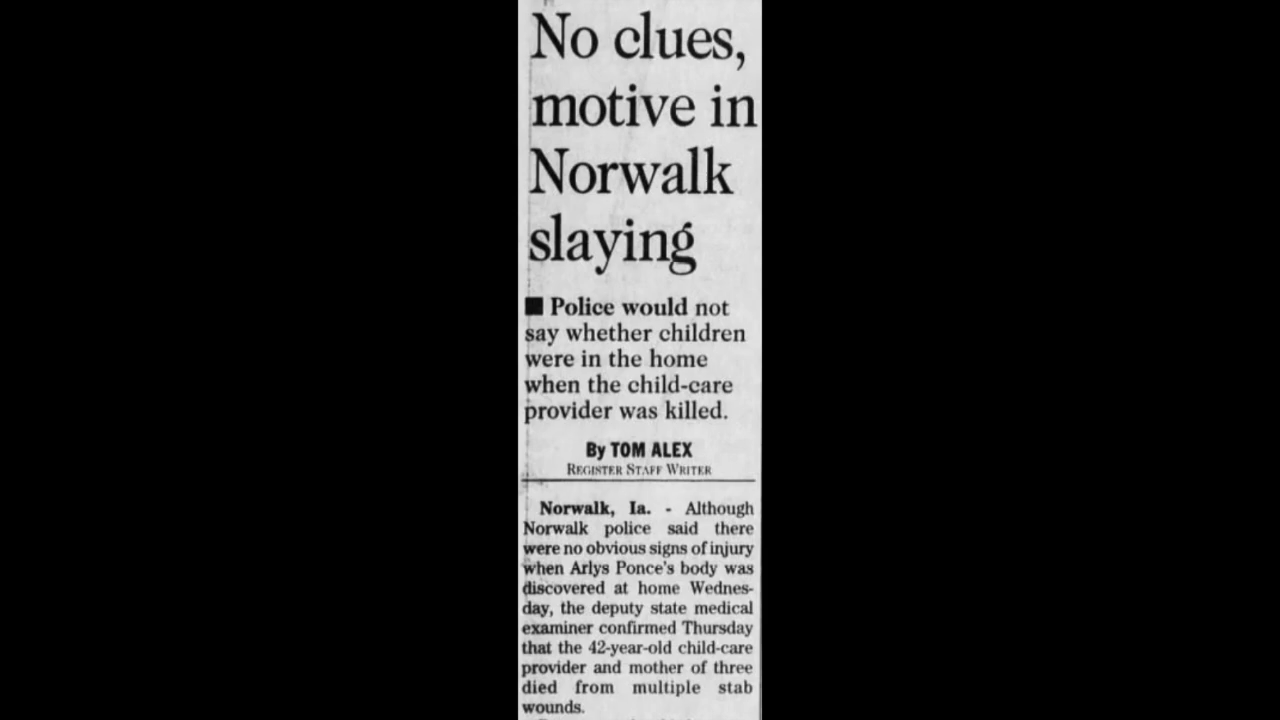 No clues,
motive in
Norwalk
slaying
■ Police would not
say whether children
were in the home
when the child-care
provider was killed.
By TOM ALEX
REGISTER STAFF WRITER
Norwalk, Ia. - Although
Norwalk police said there
were no obvious signs of injury
when Arlys Ponce's body was
discovered at home Wednes-
day, the deputy state medical
examiner confirmed Thursday
that the 42-year-old child-care
provider and mother of three
died from multiple stab
wounds.